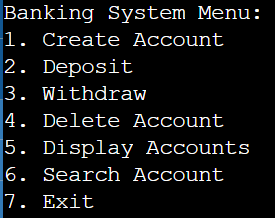 Banking System Menu:
1. Create Account
2. Deposit
3. Withdraw
4. Delete Account
5. Display Accounts
6. Search Account
7. Exit